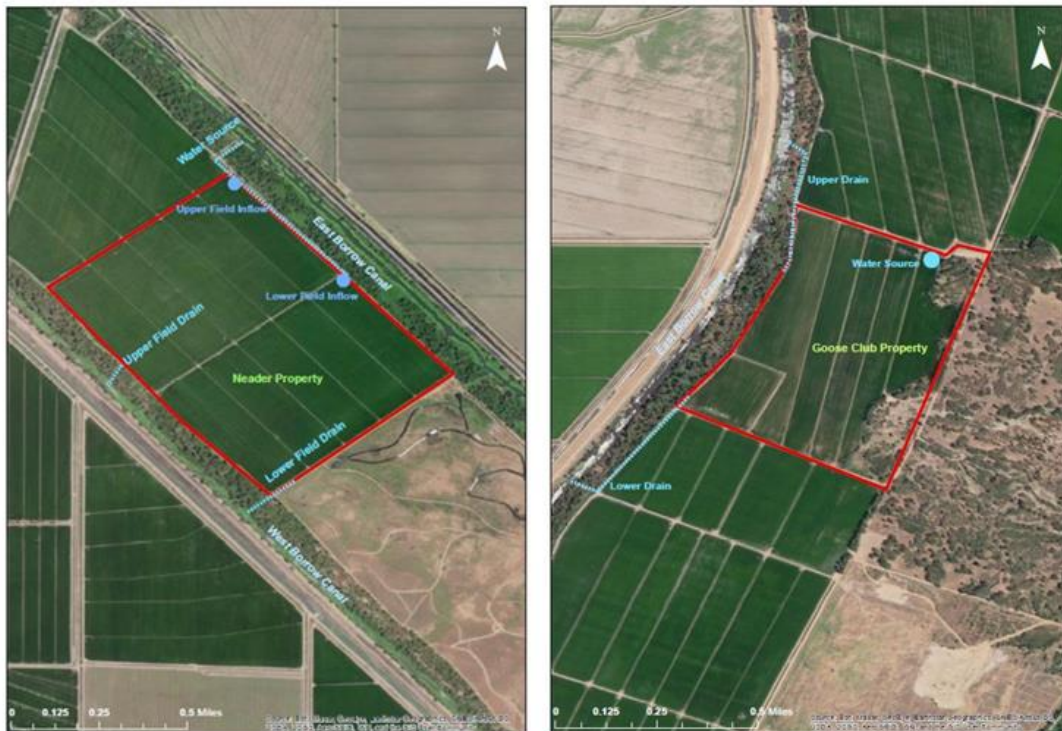 N
Water Source
Upper Field Inflow
East Borrow Canal
Lower Field Inflow
Upper Field Drain
Neader Property
Lower Field Drain
West Borrow Canal
0 0.125 0.25 0.5 Miles
N
Upper Drain
Water Source
East Borrow Canal
Goose Club Property
Lower Drain
0 0.125 0.25 0.5 Miles